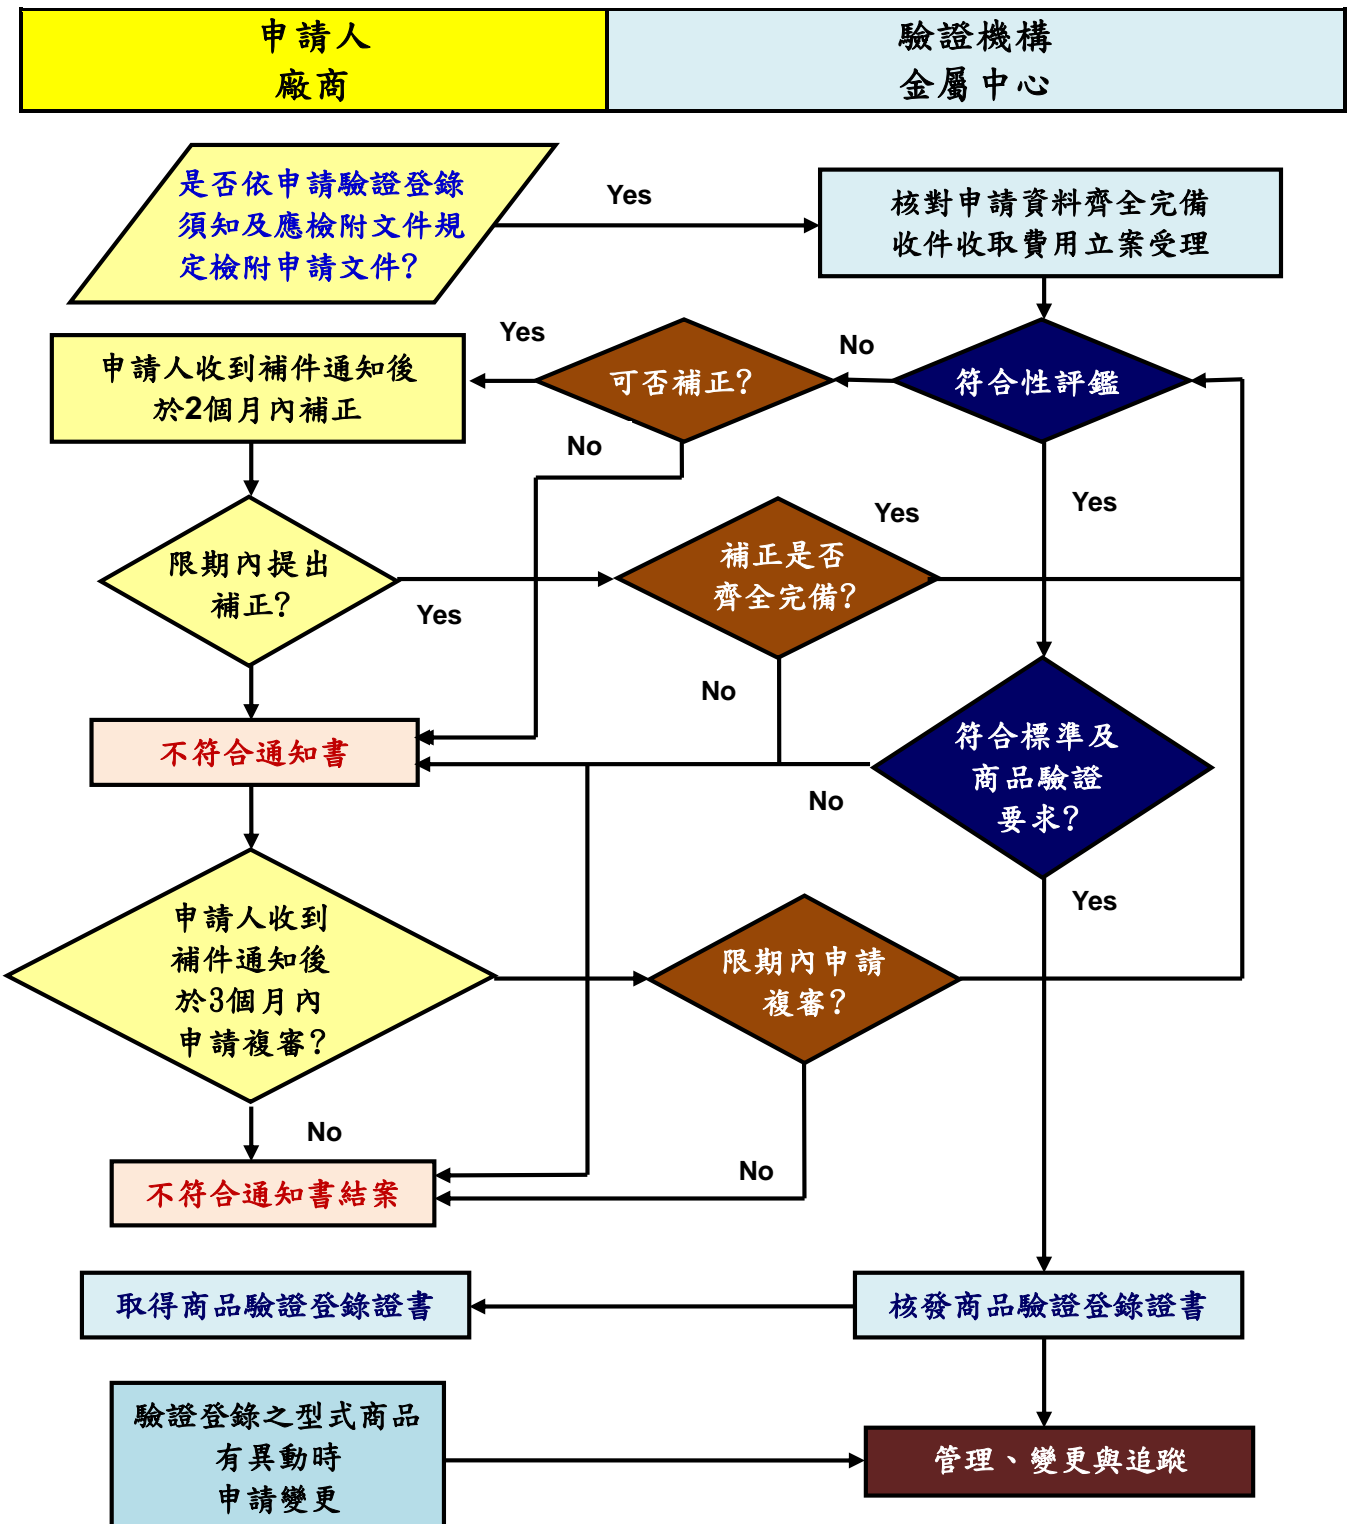 申請人
廠商
驗證機構
金屬中心
是否依申請驗證登錄
須知及應檢附文件規
定檢附申請文件?
Yes
核對申請資料齊全完備
收件收取費用立案受理
申請人收到補件通知後
於2個月內補正
Yes
可否補正?
No
符合性評鑑
No
Yes
限期內提出
補正?
Yes
補正是否
齊全完備?
Yes
No
不符合通知書
符合標準及
商品驗證
要求?
No
Yes
申請人收到
補件通知後
於3個月內
申請複審?
限期內申請
複審?
No
No
不符合通知書結案
取得商品驗證登錄證書
核發商品驗證登錄證書
驗證登錄之型式商品
有異動時
申請變更
管理、變更與追蹤